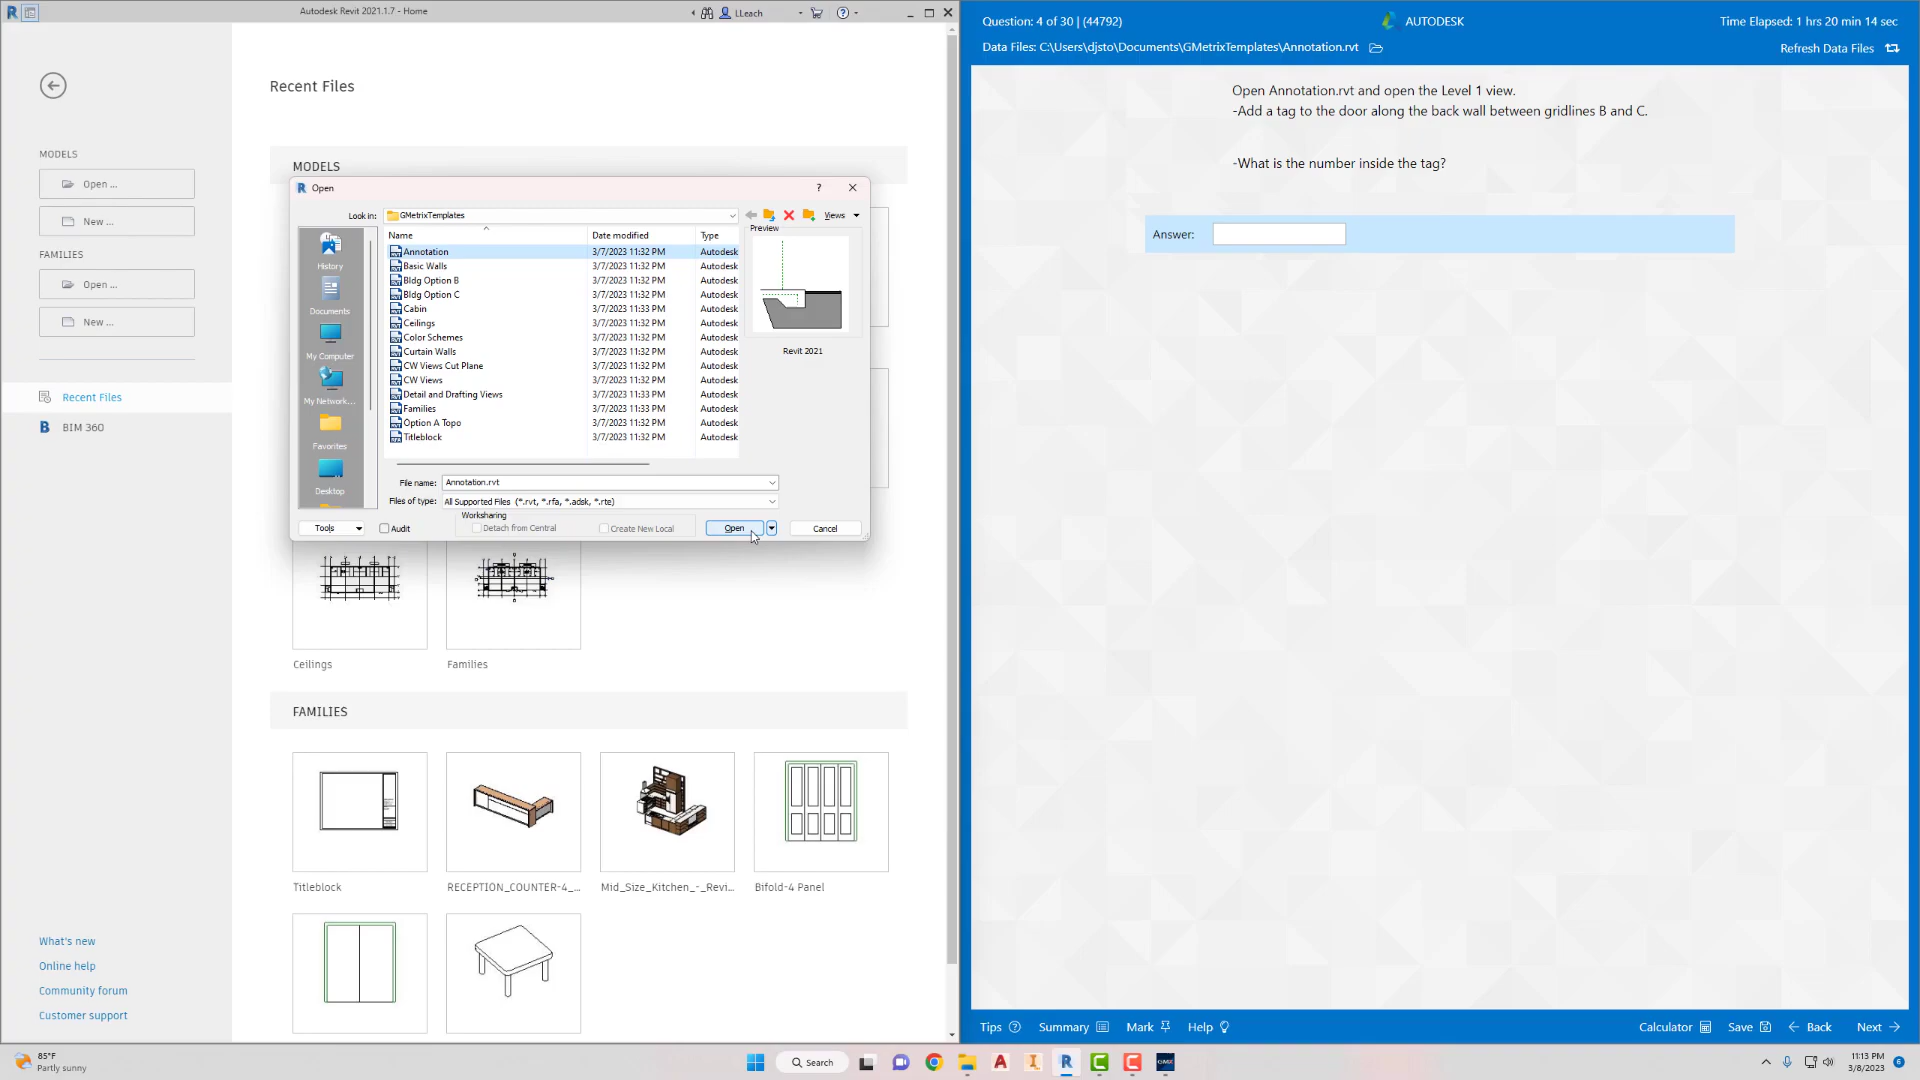 Autodesk Revit 2021.1.7 - Home
LLeach
Recent Files
MODELS
Open ...
New ...
FAMILIES
Open ...
New ...
Recent Files
BIM 360
What's new
Online help
Community forum
Customer support
MODELS
Open
Look in:
GMetrixTemplates
Views
Name
Date modified
Type
Preview
Annotation 3/7/2023 11:32 PM Autodesk
Basic Walls 3/7/2023 11:32 PM Autodesk
Bldg Option B 3/7/2023 11:32 PM Autodesk
Bldg Option C 3/7/2023 11:32 PM Autodesk
Cabin 3/7/2023 11:33 PM Autodesk
Ceilings 3/7/2023 11:32 PM Autodesk
Color Schemes 3/7/2023 11:32 PM Autodesk
Curtain Walls 3/7/2023 11:32 PM Autodesk
CW Views Cut Plane 3/7/2023 11:32 PM Autodesk
CW Views 3/7/2023 11:32 PM Autodesk
Detail and Drafting Views 3/7/2023 11:33 PM Autodesk
Families 3/7/2023 11:33 PM Autodesk
Option A Topo 3/7/2023 11:32 PM Autodesk
Titleblock 3/7/2023 11:32 PM Autodesk
History
Documents
My Computer
My Network...
Favorites
Desktop
Revit 2021
File name: Annotation.rvt
Files of type: All Supported Files (*.rvt, *.rfa, *.adsk, *.rte)
Worksharing
Tools
Audit
Detach from Central
Create New Local
Open
Cancel
Ceilings
Families
FAMILIES
Titleblock
RECEPTION_COUNTER-4_...
Mid_Size_Kitchen_-_Revi...
Bifold-4 Panel
Question: 4 of 30 | (44792)
AUTODESK
Time Elapsed: 1 hrs 20 min 14 sec
Data Files: C:\Users\djsto\Documents\GMetrixTemplates\Annotation.rvt
Refresh Data Files
Open Annotation.rvt and open the Level 1 view.
-Add a tag to the door along the back wall between gridlines B and C.
-What is the number inside the tag?
Answer:
Tips
Summary
Mark
Help
Calculator
Save
Back
Next
85°F
Partly sunny
Search
11:13 PM
3/8/2023
6